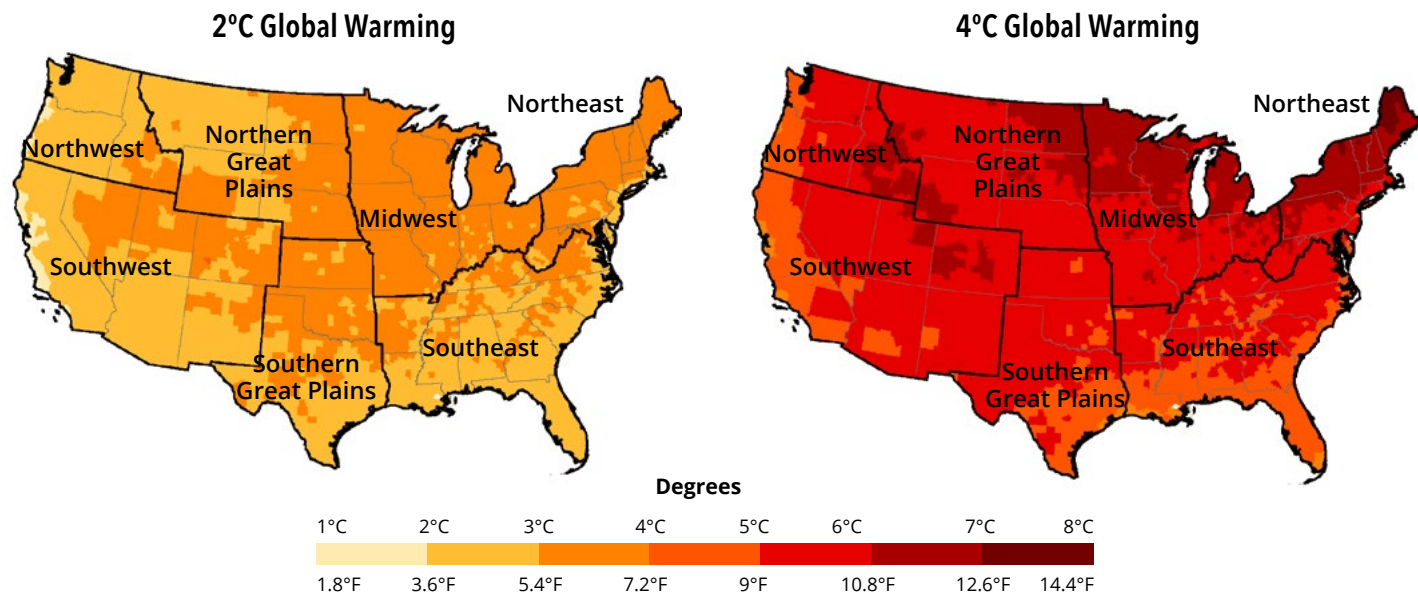 2ºC Global Warming
4ºC Global Warming
Northeast
Northwest
Northern
Great
Plains
Midwest
Southwest
Southeast
Southern
Great Plains
Northeast
Northwest
Northern
Great
Plains
Midwest
Southwest
Southeast
Southern
Great Plains
Degrees
1°C 2°C 3°C 4°C 5°C 6°C 7°C 8°C
1.8°F 3.6°F 5.4°F 7.2°F 9°F 10.8°F 12.6°F 14.4°F